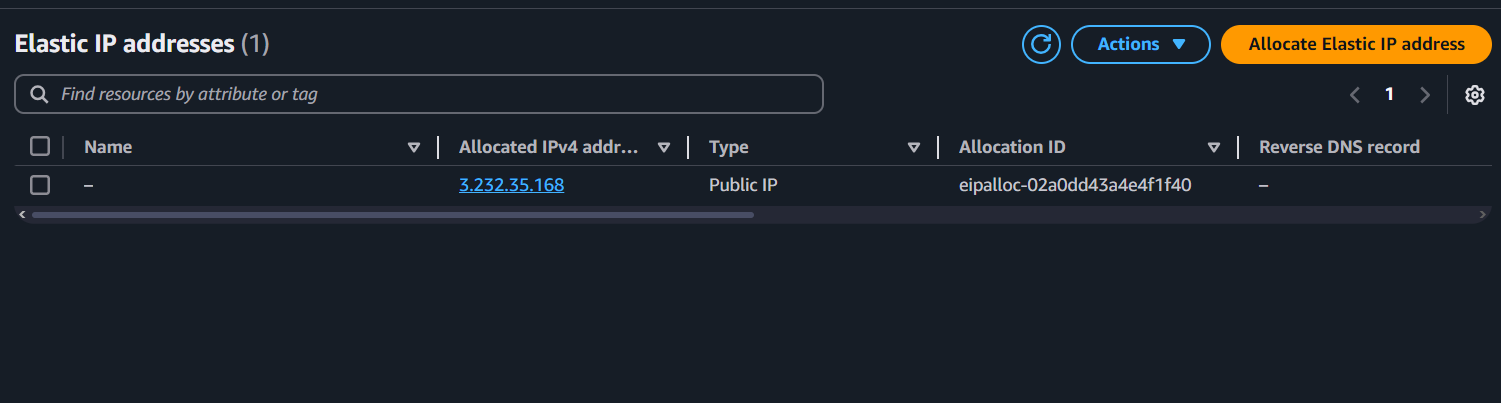 Elastic IP addresses (1)
Actions
Allocate Elastic IP address
Find resources by attribute or tag
1
Name Allocated IPv4 addr... Type Allocation ID Reverse DNS record
– 3.232.35.168 Public IP eipalloc-02a0dd43a4e4f1f40 –